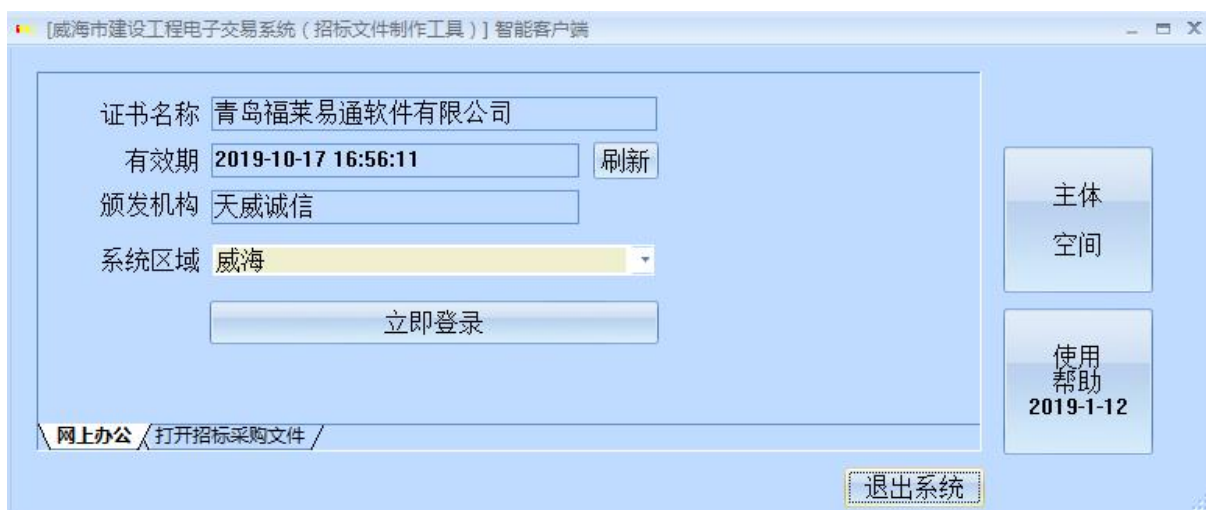 [威海市建设工程电子交易系统（招标文件制作工具）] 智能客户端
证书名称 青岛福莱易通软件有限公司
有效期 2019-10-17 16:56:11 刷新
颁发机构 天威诚信
系统区域 威海
立即登录
主体
空间
使用
帮助
2019-1-12
网上办公 打开招标采购文件
退出系统